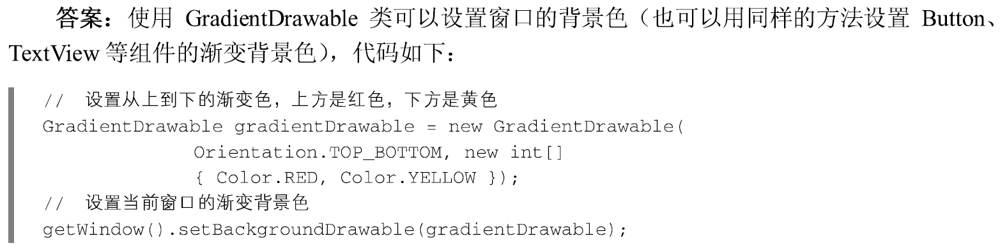 答案：使用 GradientDrawable 类可以设置窗口的背景色（也可以用同样的方法设置 Button、
TextView 等组件的渐变背景色），代码如下：
// 设置从上到下的渐变色，上方是红色，下方是黄色
GradientDrawable gradientDrawable = new GradientDrawable(
Orientation.TOP_BOTTOM, new int[]
{ Color.RED, Color.YELLOW });
// 设置当前窗口的渐变背景色
getWindow().setBackgroundDrawable(gradientDrawable);